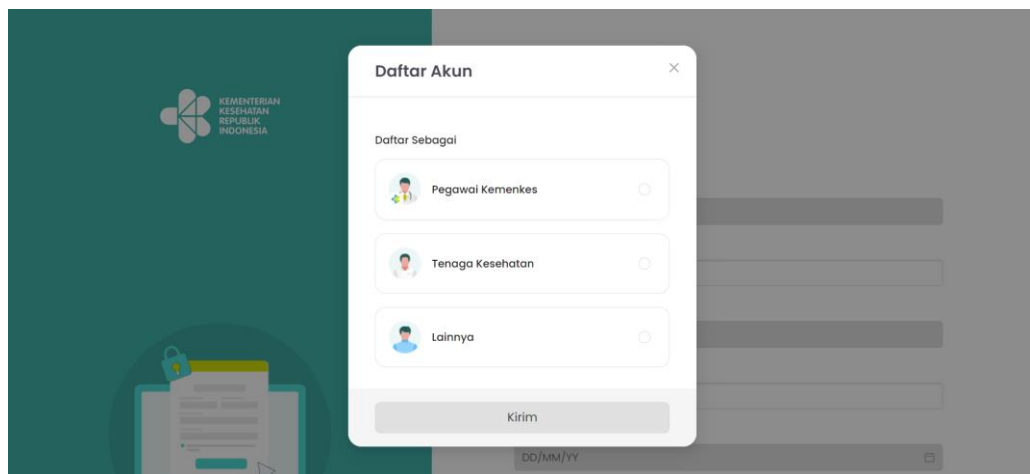 KEMENTERIAN
KESEHATAN
REPUBLIK
INDONESIA
Daftar Akun
Daftar Sebagai
Pegawai Kemenkes
Tenaga Kesehatan
Lainnya
Kirim
DD/MM/YY